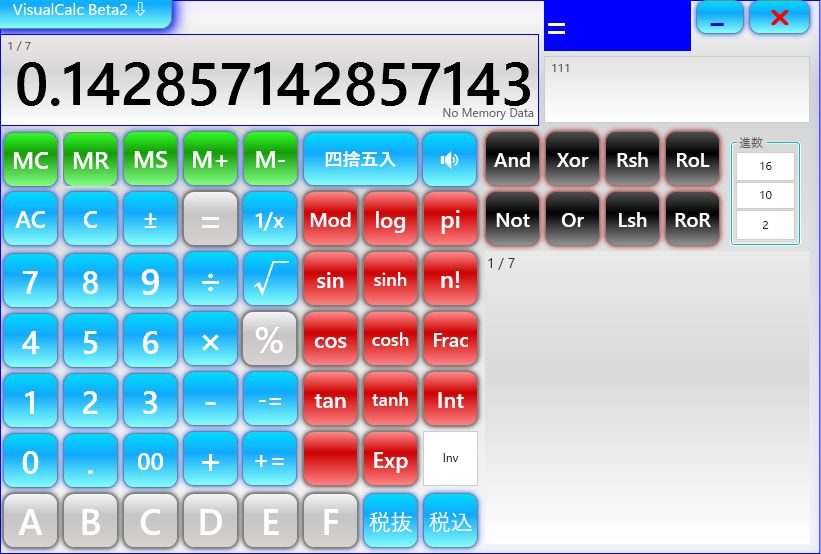 VisualCalc Beta2 ⇩
=
1 / 7
0.142857142857143
No Memory Data
111
MC MR MS M+ M- 四捨五入
AC C ± = 1/x Mod log pi
7 8 9 ÷ √ sin sinh n!
4 5 6 × % cos cosh Frac
1 2 3 - -= tan tanh Int
0 . 00 + += Exp Inv
A B C D E F 税抜 税込
And Xor Rsh RoL
Not Or Lsh RoR
進数
16
10
2
1 / 7